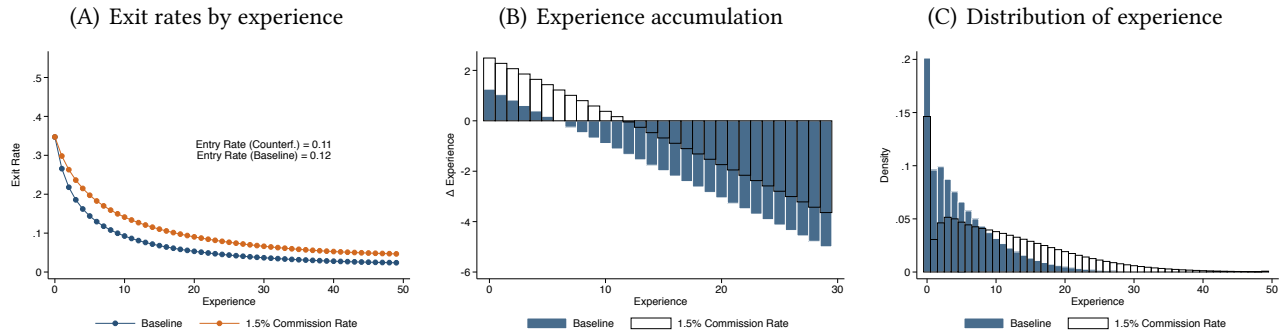 (A) Exit rates by experience
Exit Rate
.5
.4
.3
.2
.1
0
Entry Rate (Counterf.) = 0.11
Entry Rate (Baseline) = 0.12
0 10 20 30 40 50
Experience
Baseline 1.5% Commission Rate
(B) Experience accumulation
Δ Experience
2
0
-2
-4
-6
0 10 20 30
Experience
Baseline 1.5% Commission Rate
(C) Distribution of experience
Density
.2
.15
.1
.05
0
0 10 20 30 40 50
Experience
Baseline 1.5% Commission Rate